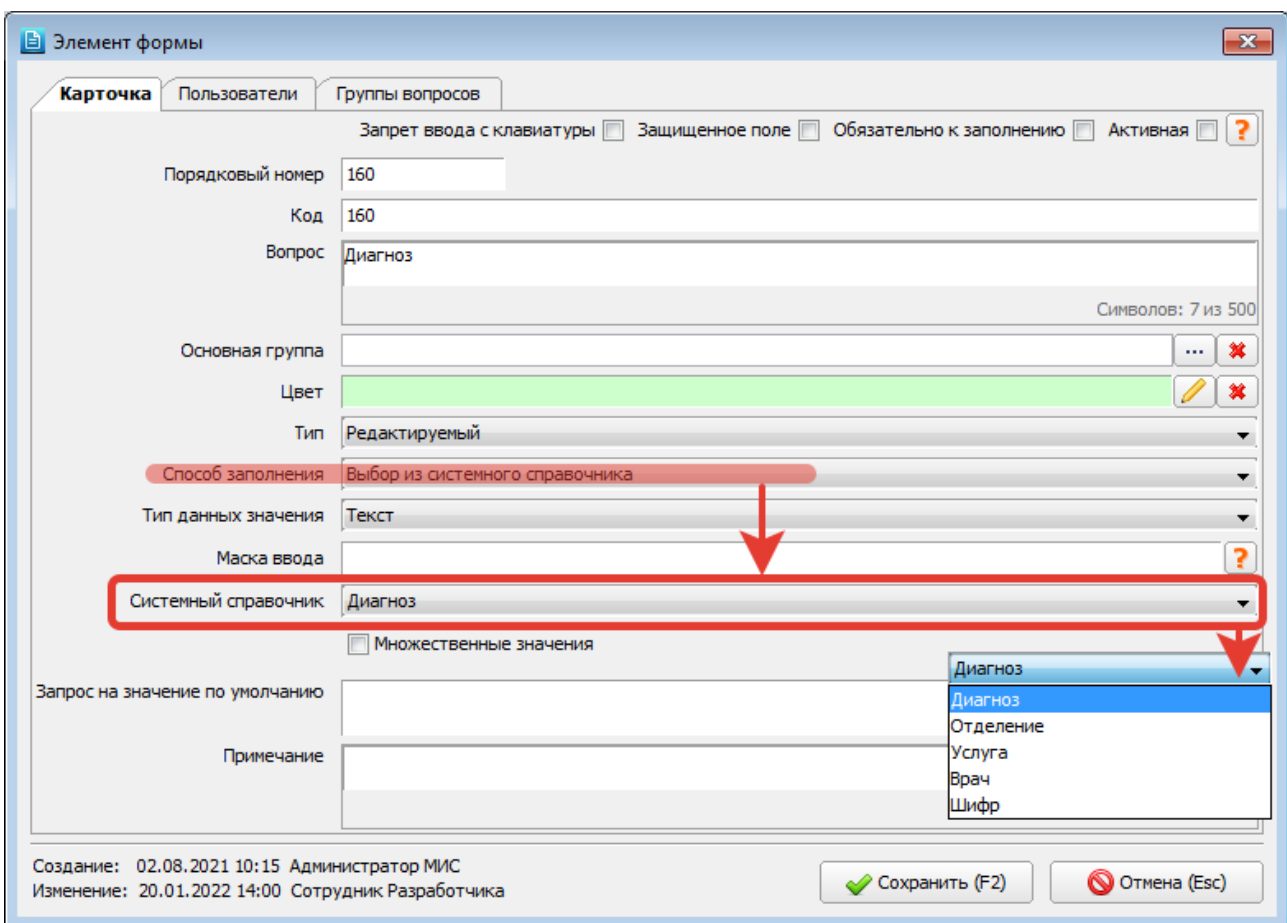 Элемент формы
Карточка Пользователи Группы вопросов
Запрет ввода с клавиатуры Защищенное поле Обязательно к заполнению Активная ?
Порядковый номер 160
Код 160
Вопрос Диагноз
Символов: 7 из 500
Основная группа ...
Цвет
Тип Редактируемый
Способ заполнения Выбор из системного справочника
Тип данных значения Текст
Маска ввода ?
Системный справочник Диагноз
Множественные значения
Диагноз
Запрос на значение по умолчанию
Диагноз
Отделение
Услуга
Примечание
Врач
Шифр
Создание: 02.08.2021 10:15 Администратор МИС
Изменение: 20.01.2022 14:00 Сотрудник Разработчика
Сохранить (F2) Отмена (Esc)